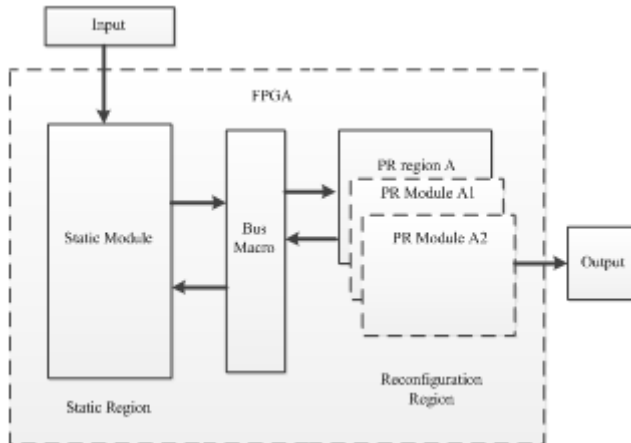 Input
FPGA
Static Module
Bus
Macro
PR region A
PR Module A1
PR Module A2
Output
Static Region
Reconfiguration
Region